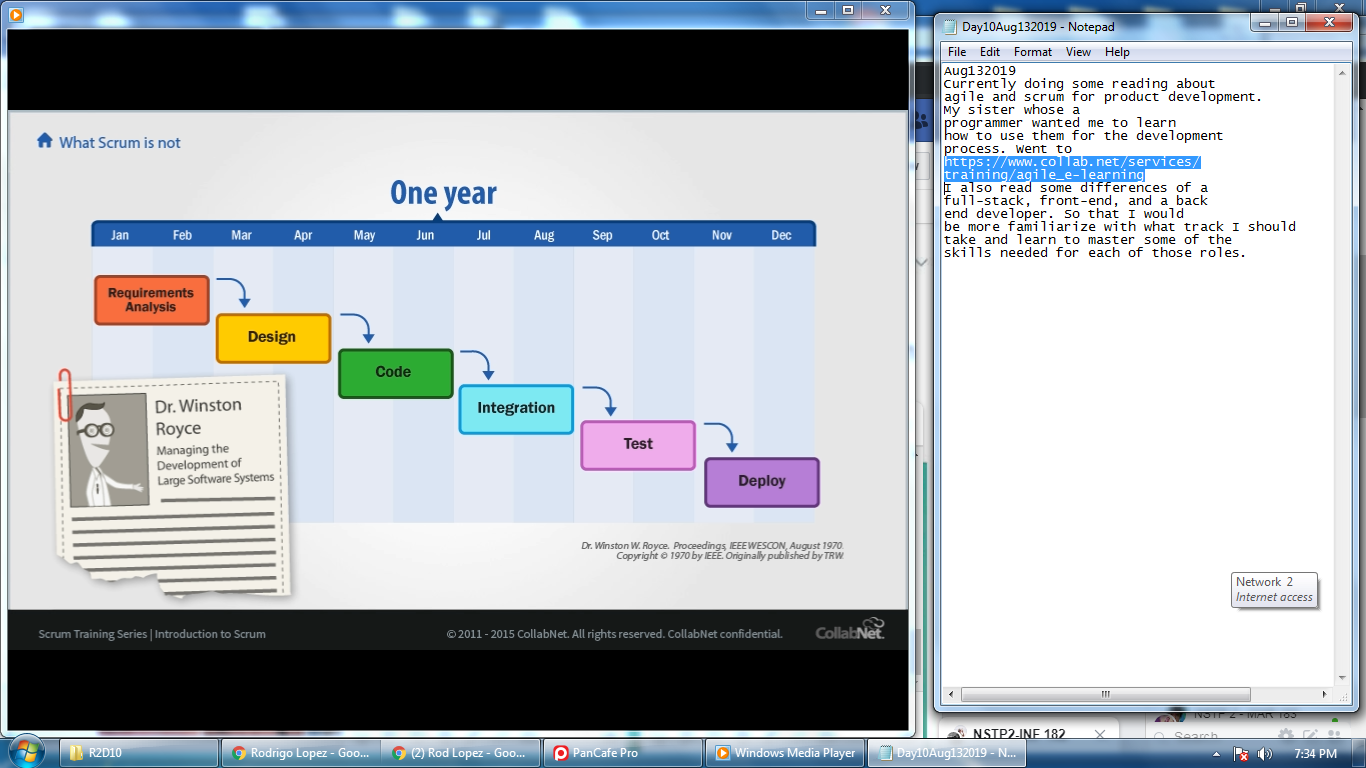 What Scrum is not
One year
Jan Feb Mar Apr May Jun Jul Aug Sep Oct Nov Dec
Requirements
Analysis
Design
Code
Integration
Test
Deploy
Dr. Winston
Royce
Managing the
Development of
Large Software Systems
Dr. Winston W. Royce. Proceedings, IEEE WESCON, August 1970.
Copyright © 1970 by IEEE. Originally published by TRW.
Scrum Training Series | Introduction to Scrum
© 2011 - 2015 CollabNet. All rights reserved. CollabNet confidential.
CollabNet
Day10Aug132019 - Notepad
File Edit Format View Help
Aug132019
Currently doing some reading about
agile and scrum for product development.
My sister whose a
programmer wanted me to learn
how to use them for the development
process. Went to
https://www.collab.net/services/
training/agile_e-learning
I also read some differences of a
full-stack, front-end, and a back
end developer. So that I would
be more familiarize with what track I should
take and learn to master some of the
skills needed for each of those roles.
Network 2
Internet access
NSTP 2 - MAR 183
NSTP2-INF 182
Search
R2D10
Rodrigo Lopez - Goo...
(2) Rod Lopez - Goo...
PanCafe Pro
Windows Media Player
Day10Aug132019 - N...
7:34 PM